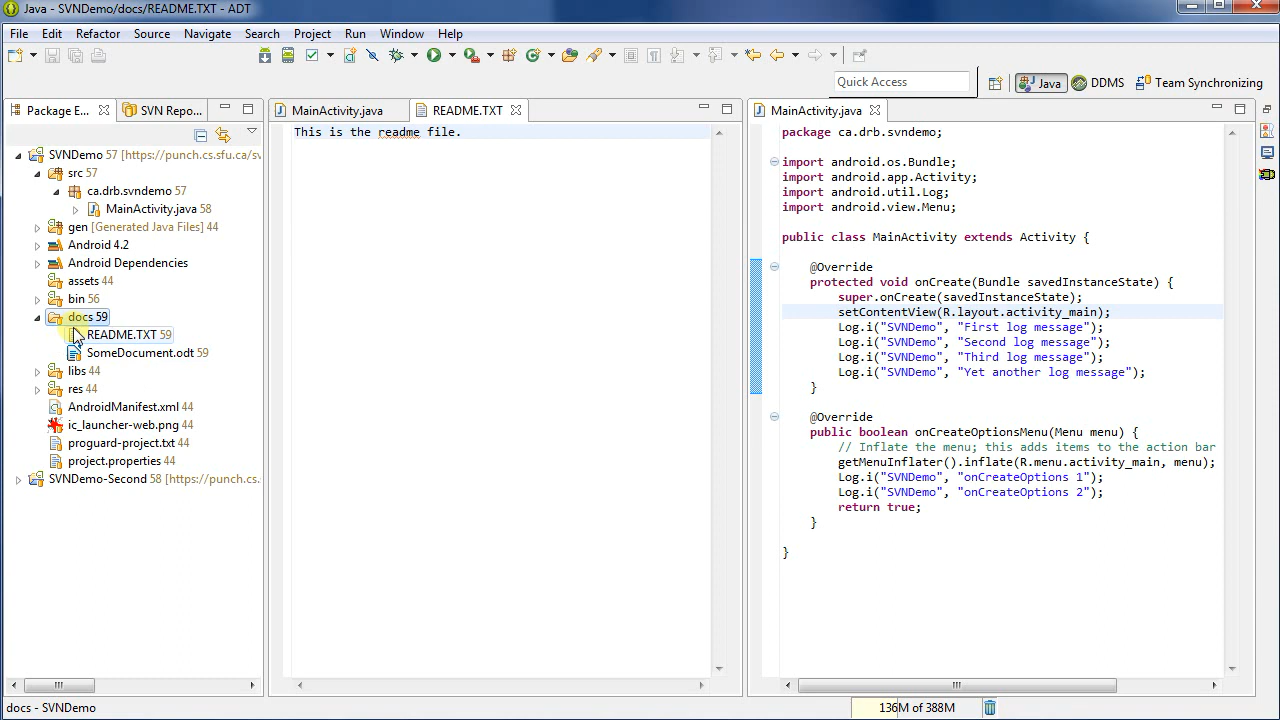 Java - SVNDemo/docs/README.TXT - ADT
File Edit Refactor Source Navigate Search Project Run Window Help
Quick Access
Java DDMS Team Synchronizing
Package E... SVN Repo...
SVNDemo 57 [https://punch.cs.sfu.ca/sv
src 57
ca.drb.svndemo 57
MainActivity.java 58
gen [Generated Java Files] 44
Android 4.2
Android Dependencies
assets 44
bin 56
docs 59
README.TXT 59
SomeDocument.odt 59
libs 44
res 44
AndroidManifest.xml 44
ic_launcher-web.png 44
proguard-project.txt 44
project.properties 44
SVNDemo-Second 58 [https://punch.cs.
MainActivity.java README.TXT
This is the readme file.
MainActivity.java
package ca.drb.svndemo;
import android.os.Bundle;
import android.app.Activity;
import android.util.Log;
import android.view.Menu;
public class MainActivity extends Activity {
@Override
protected void onCreate(Bundle savedInstanceState) {
super.onCreate(savedInstanceState);
setContentView(R.layout.activity_main);
Log.i("SVNDemo", "First log message");
Log.i("SVNDemo", "Second log message");
Log.i("SVNDemo", "Third log message");
Log.i("SVNDemo", "Yet another log message");
}
@Override
public boolean onCreateOptionsMenu(Menu menu) {
// Inflate the menu; this adds items to the action bar
getMenuInflater().inflate(R.menu.activity_main, menu);
Log.i("SVNDemo", "onCreateOptions 1");
Log.i("SVNDemo", "onCreateOptions 2");
return true;
}
}
docs - SVNDemo
136M of 388M